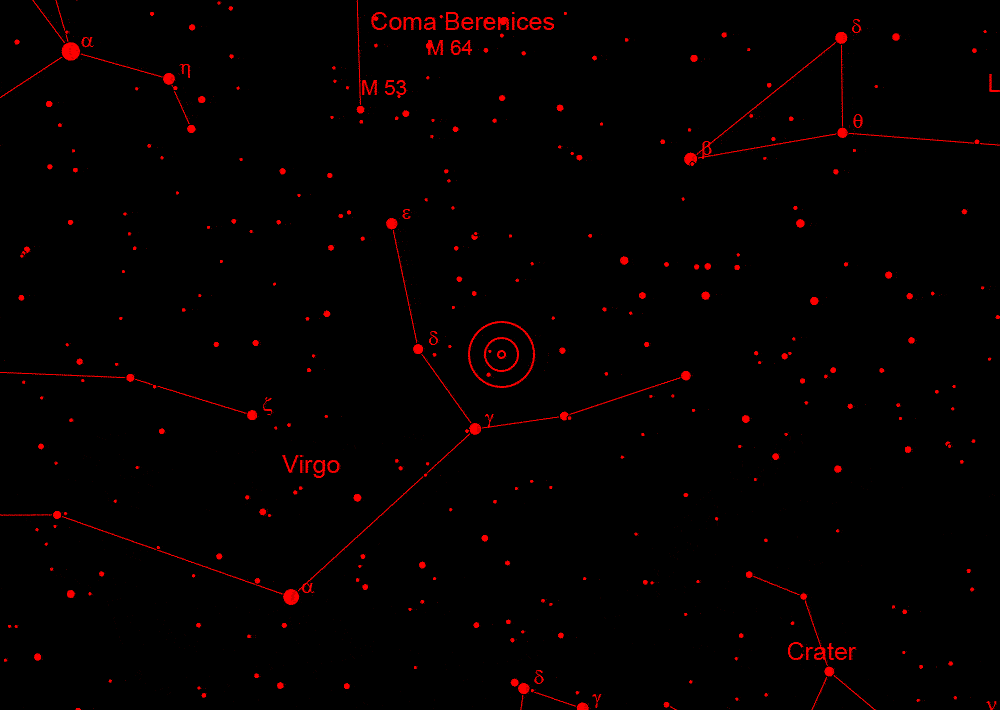 Coma Berenices
δ
α
M 64
η
L
M 53
θ
β
ε
δ
ζ
γ
Virgo
α
Crater
δ
γ
ν